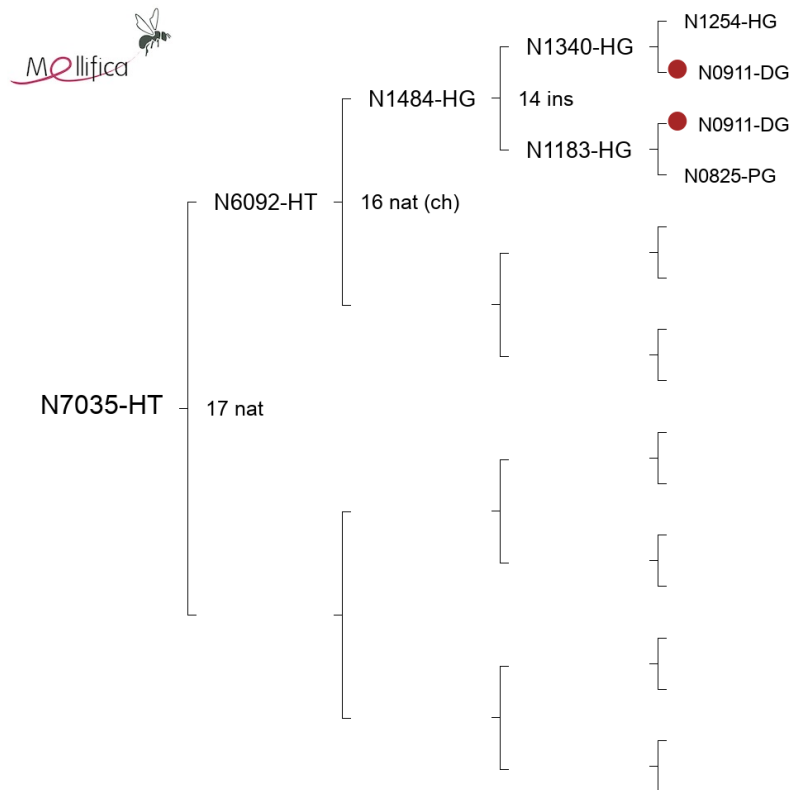 Mellifica
N1254-HG
N1340-HG
N0911-DG
N1484-HG
14 ins
N0911-DG
N1183-HG
N0825-PG
N6092-HT
16 nat (ch)
N7035-HT
17 nat